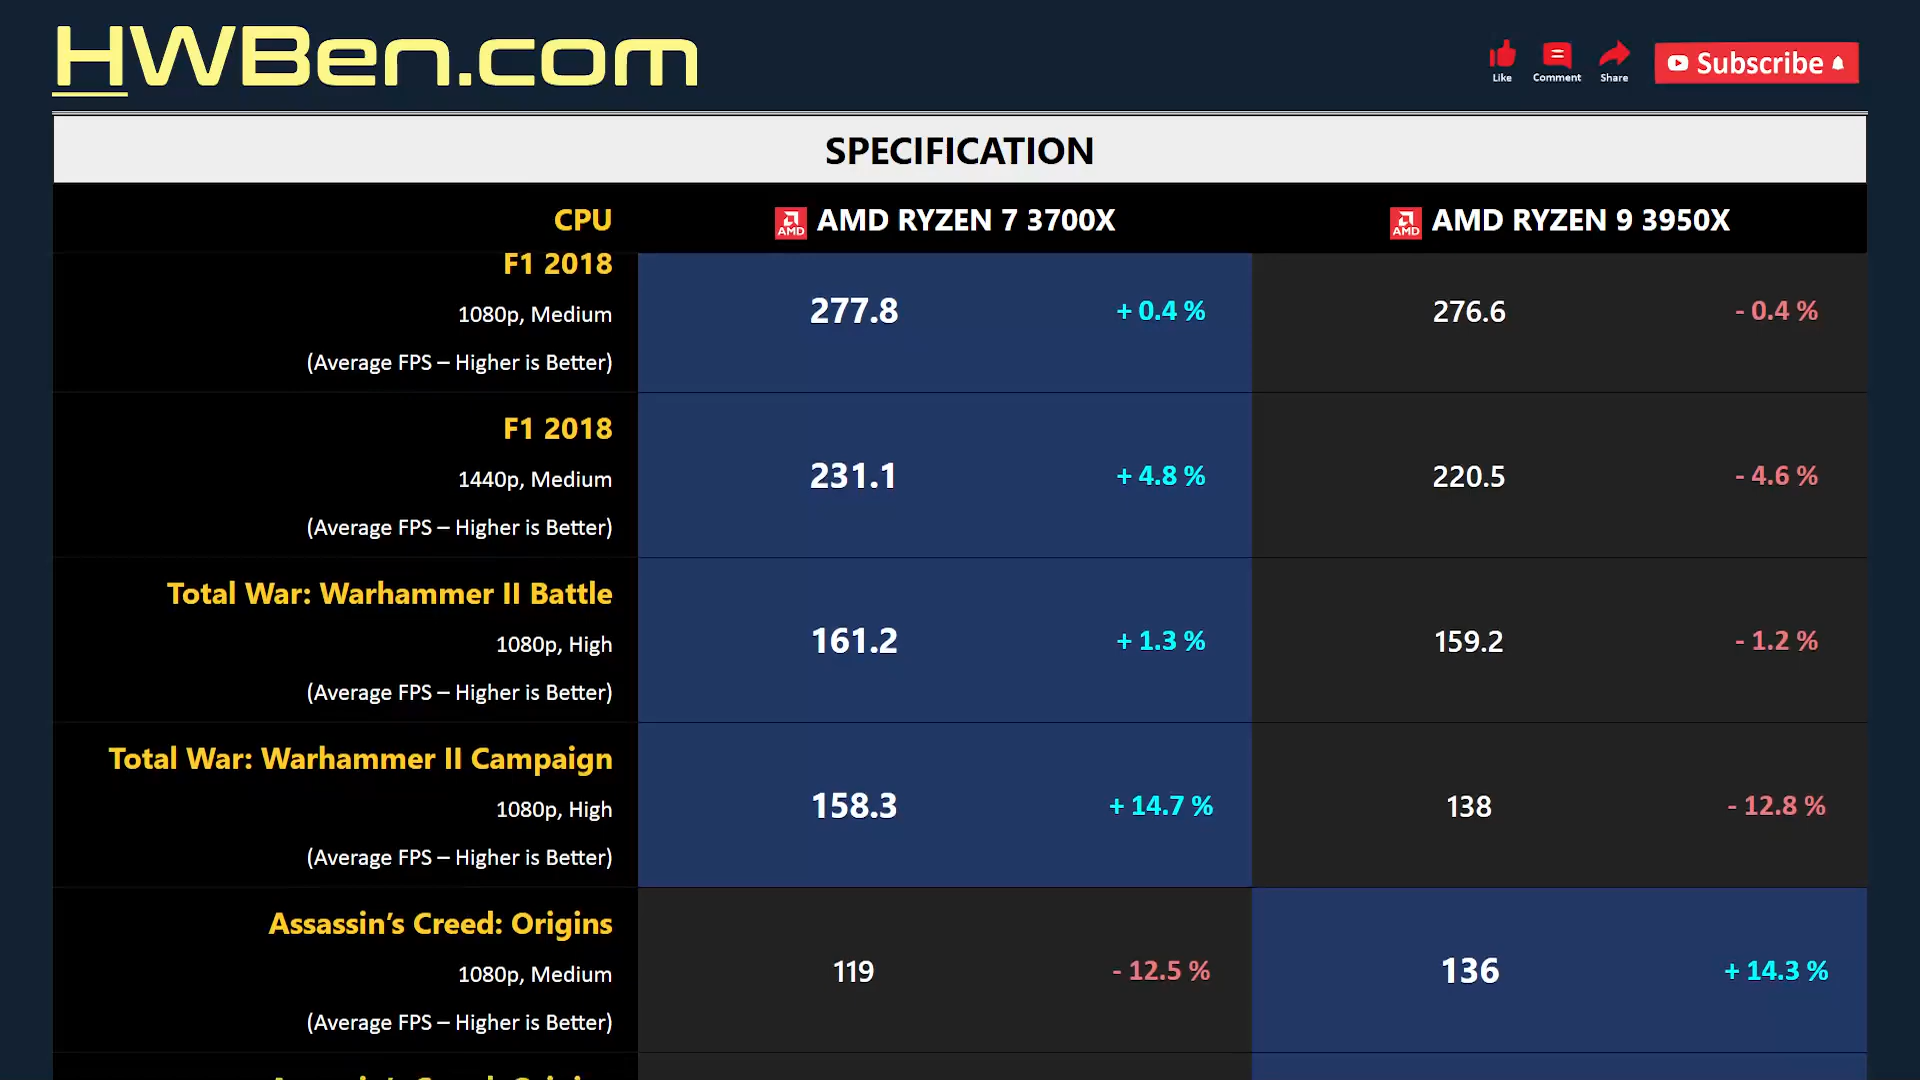 HWBen.com
Like
Comment
Share
Subscribe
SPECIFICATION
CPU
AMD
AMD RYZEN 7 3700X
AMD
AMD RYZEN 9 3950X
F1 2018
1080p, Medium
(Average FPS – Higher is Better)
277.8
+ 0.4 %
276.6
- 0.4 %
F1 2018
1440p, Medium
(Average FPS – Higher is Better)
231.1
+ 4.8 %
220.5
- 4.6 %
Total War: Warhammer II Battle
1080p, High
(Average FPS – Higher is Better)
161.2
+ 1.3 %
159.2
- 1.2 %
Total War: Warhammer II Campaign
1080p, High
(Average FPS – Higher is Better)
158.3
+ 14.7 %
138
- 12.8 %
Assassin’s Creed: Origins
1080p, Medium
(Average FPS – Higher is Better)
119
- 12.5 %
136
+ 14.3 %